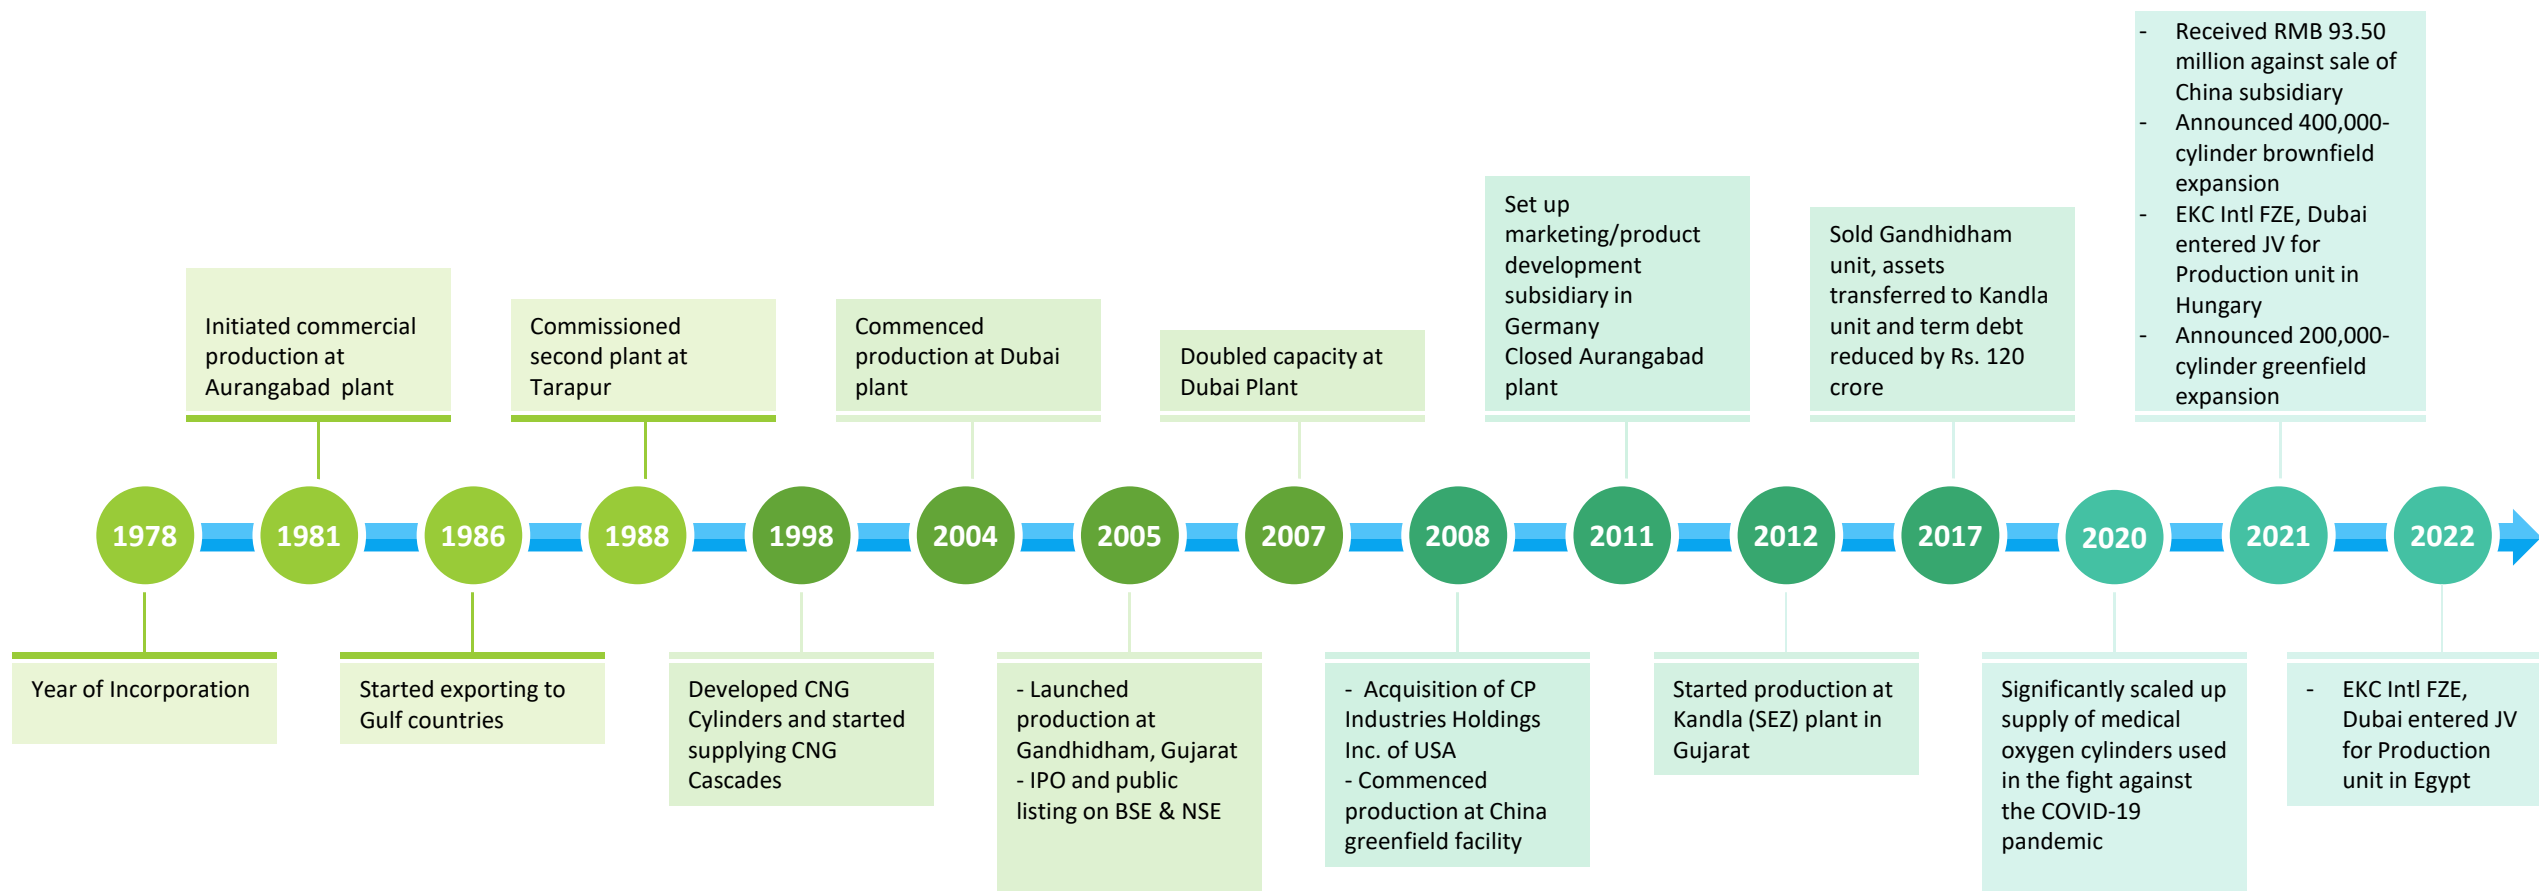 - Received RMB 93.50
million against sale of
China subsidiary
- Announced 400,000-
cylinder brownfield
expansion
- EKC Intl FZE, Dubai
entered JV for
Production unit in
Hungary
- Announced 200,000-
cylinder greenfield
expansion
Set up
marketing/product
development
subsidiary in
Germany
Closed Aurangabad
plant
Sold Gandhidham
unit, assets
transferred to Kandla
unit and term debt
reduced by Rs. 120
crore
Initiated commercial
production at
Aurangabad plant
Commissioned
second plant at
Tarapur
Commenced
production at Dubai
plant
Doubled capacity at
Dubai Plant
1978
1981
1986
1988
1998
2004
2005
2007
2008
2011
2012
2017
2020
2021
2022
Year of Incorporation
Started exporting to
Gulf countries
Developed CNG
Cylinders and started
supplying CNG
Cascades
- Launched
production at
Gandhidham, Gujarat
- IPO and public
listing on BSE & NSE
- Acquisition of CP
Industries Holdings
Inc. of USA
- Commenced
production at China
greenfield facility
Started production at
Kandla (SEZ) plant in
Gujarat
Significantly scaled up
supply of medical
oxygen cylinders used
in the fight against
the COVID-19
pandemic
- EKC Intl FZE,
Dubai entered JV
for Production
unit in Egypt